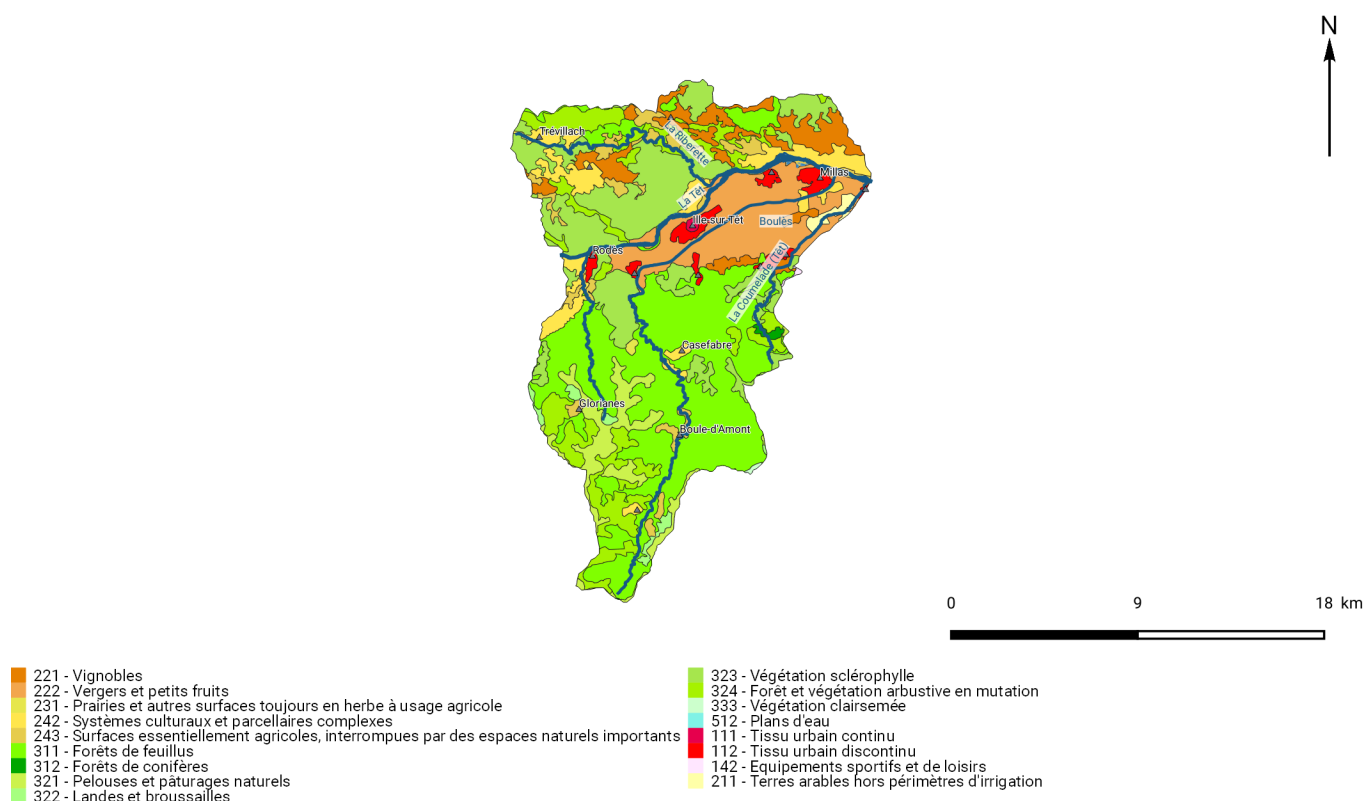 N
Trévillach
La Riberette
Millas
La Têt
Ille-sur-Têt
Boulès
Rodès
La Coumelade (Têt)
Casefabre
Glorianes
Boule-d'Amont
0 9 18 km
221 - Vignobles
222 - Vergers et petits fruits
231 - Prairies et autres surfaces toujours en herbe à usage agricole
242 - Systèmes culturaux et parcellaires complexes
243 - Surfaces essentiellement agricoles, interrompues par des espaces naturels importants
311 - Forêts de feuillus
312 - Forêts de conifères
321 - Pelouses et pâturages naturels
322 - Landes et broussailles
323 - Végétation sclérophylle
324 - Forêt et végétation arbustive en mutation
333 - Végétation clairsemée
512 - Plans d'eau
111 - Tissu urbain continu
112 - Tissu urbain discontinu
142 - Equipements sportifs et de loisirs
211 - Terres arables hors périmètres d'irrigation